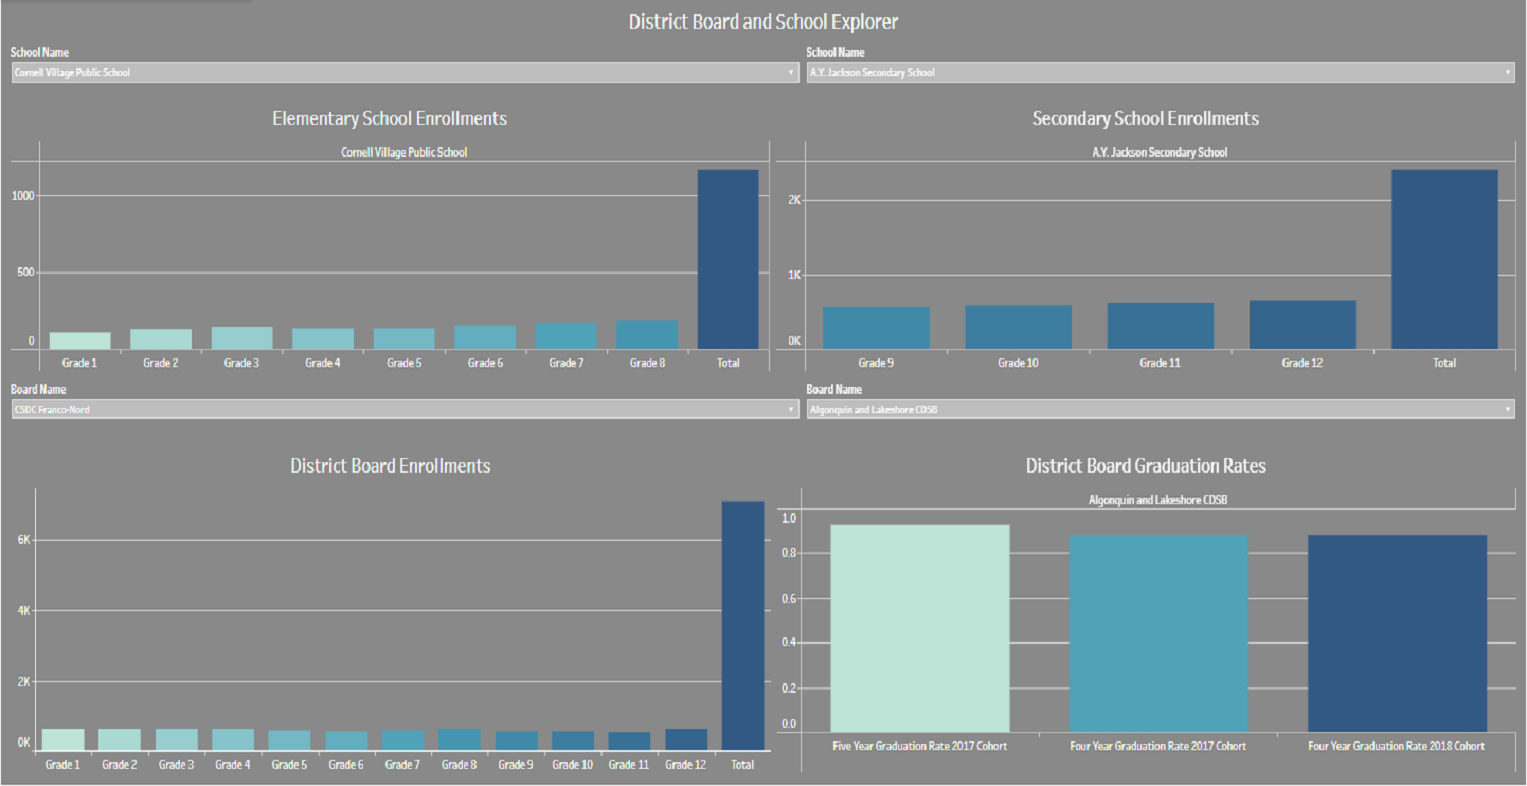 District Board and School Explorer
School Name
Cornell Village Public School
School Name
A.Y. Jackson Secondary School
Elementary School Enrollments
Cornell Village Public School
1000
500
0
Grade 1 Grade 2 Grade 3 Grade 4 Grade 5 Grade 6 Grade 7 Grade 8 Total
Secondary School Enrollments
A.Y. Jackson Secondary School
2K
1K
0K
Grade 9 Grade 10 Grade 11 Grade 12 Total
Board Name
CSDC Franco-Nord
Board Name
Algonquin and Lakeshore CDSB
District Board Enrollments
6K
4K
2K
0K
Grade 1 Grade 2 Grade 3 Grade 4 Grade 5 Grade 6 Grade 7 Grade 8 Grade 9 Grade 10 Grade 11 Grade 12 Total
District Board Graduation Rates
Algonquin and Lakeshore CDSB
1.0
0.8
0.6
0.4
0.2
0.0
Five Year Graduation Rate 2017 Cohort Four Year Graduation Rate 2017 Cohort Four Year Graduation Rate 2018 Cohort